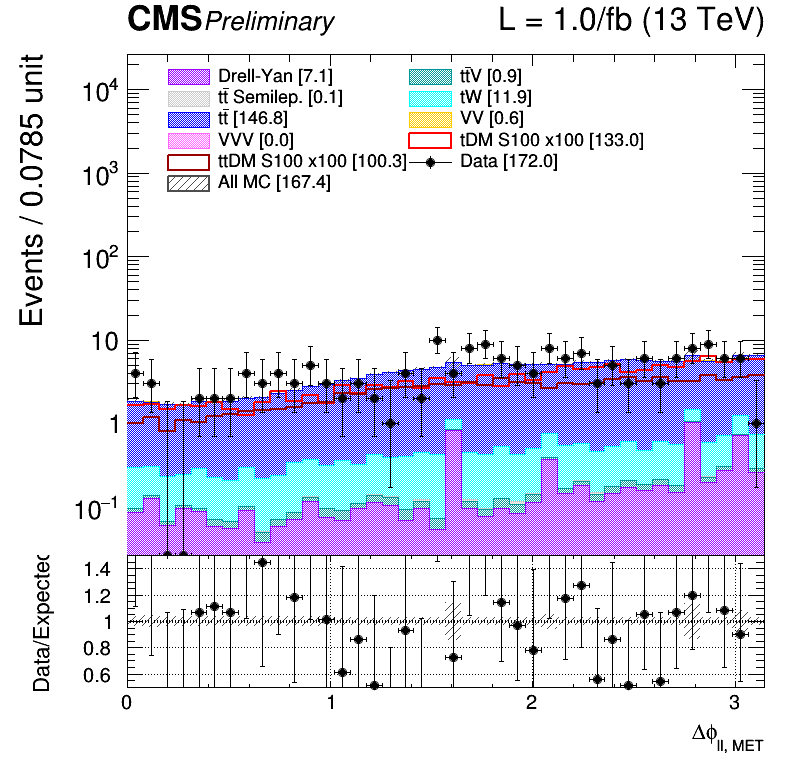 CMS Preliminary L = 1.0/fb (13 TeV)
Events / 0.0785 unit
Drell-Yan [7.1] tt̄V [0.9]
tt̄ Semilep. [0.1] tW [11.9]
tt̄ [146.8] VV [0.6]
VVV [0.0] tDM S100 x100 [133.0]
ttDM S100 x100 [100.3] Data [172.0]
All MC [167.4]
10⁴
10³
10²
10
1
10⁻¹
Data/Expected
1.4
1.2
1
0.8
0.6
0 1 2 3
Δϕ ll, MET